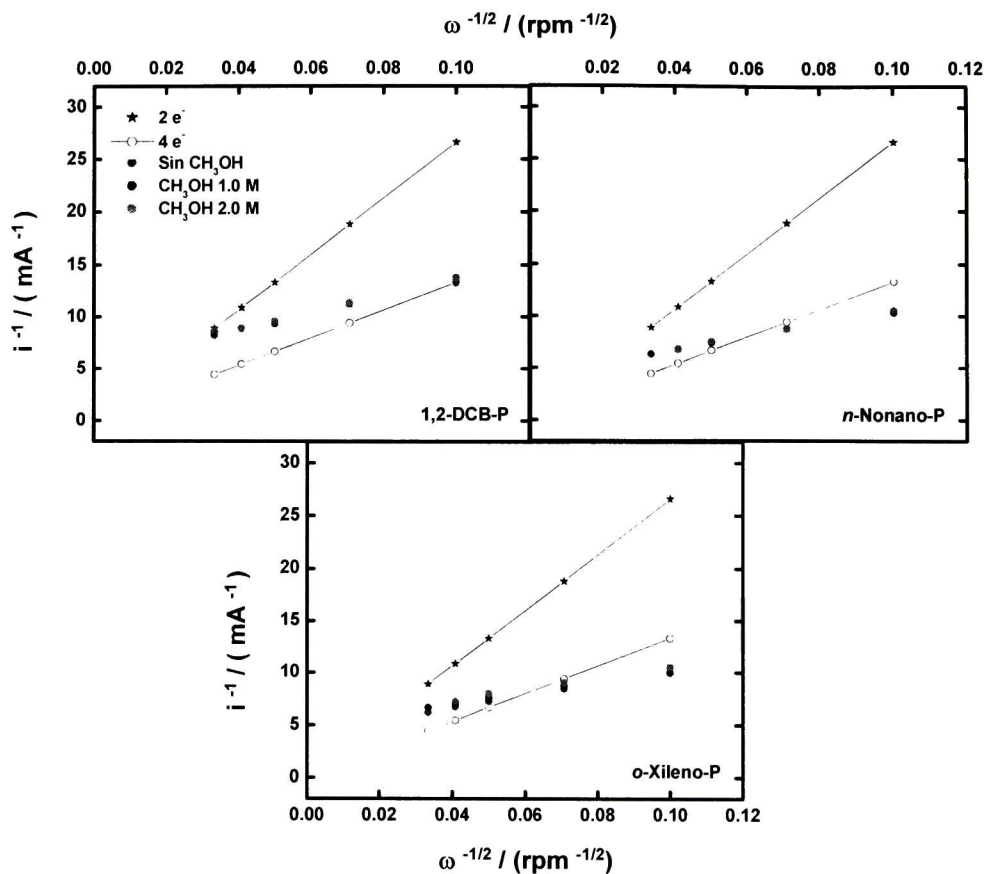 ω -1/2 / (rpm -1/2)
0.00 0.02 0.04 0.06 0.08 0.10 0.02 0.04 0.06 0.08 0.10 0.12
30
25
20
15
10
5
0
i -1 / ( mA -1)
2 e-
4 e-
Sin CH3OH
CH3OH 1.0 M
CH3OH 2.0 M
1,2-DCB-P
n-Nonano-P
30
25
20
15
10
5
0
i -1 / ( mA -1)
o-Xileno-P
0.00 0.02 0.04 0.06 0.08 0.10 0.12
ω -1/2 / (rpm -1/2)